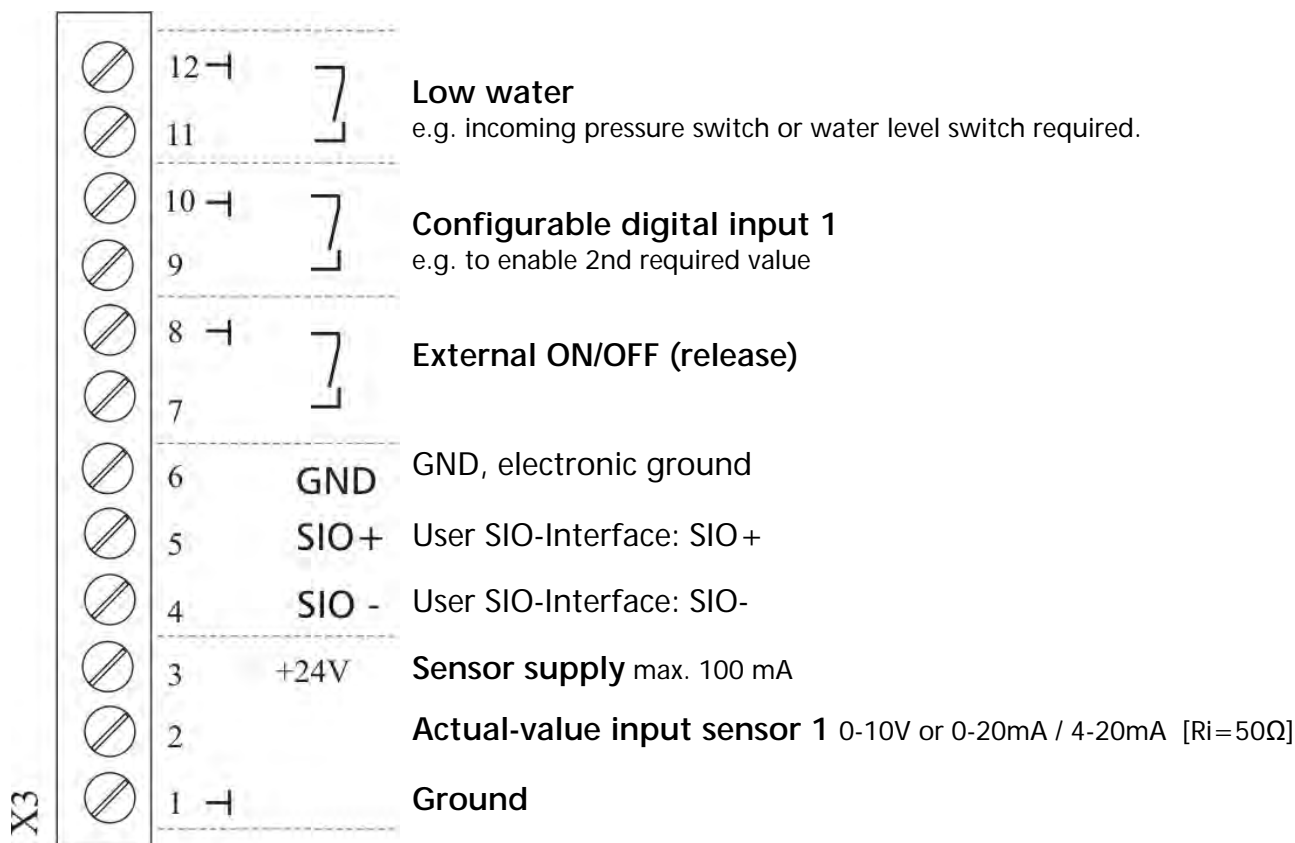 12
Low water
11
e.g. incoming pressure switch or water level switch required.
10
Configurable digital input 1
9
e.g. to enable 2nd required value
8
External ON/OFF (release)
7
6 GND GND, electronic ground
5 SIO+ User SIO-Interface: SIO+
4 SIO - User SIO-Interface: SIO-
3 +24V Sensor supply max. 100 mA
2 Actual-value input sensor 1 0-10V or 0-20mA / 4-20mA [Ri=50Ω]
1 Ground
X3